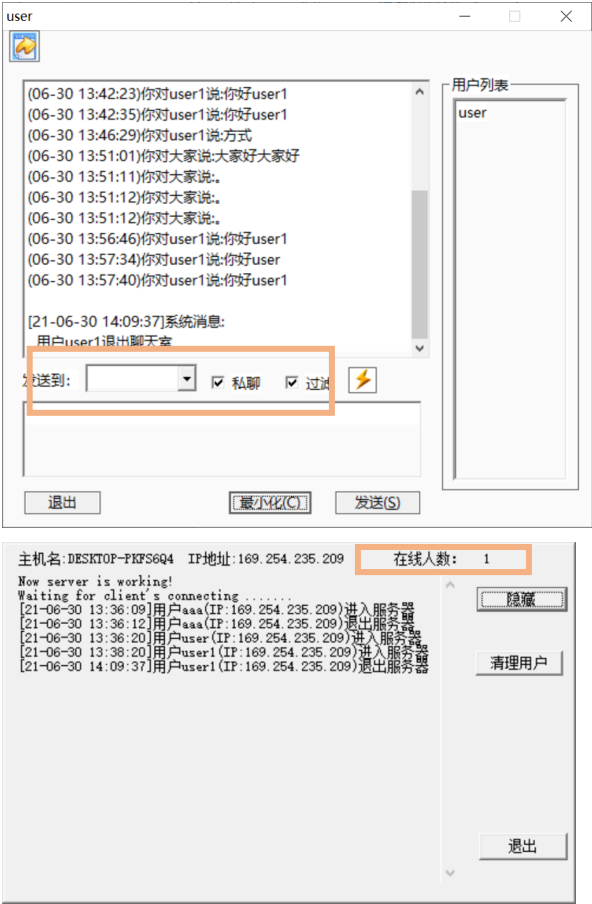 user
(06-30 13:42:23)你对user1说:你好user1
(06-30 13:42:35)你对user1说:你好user1
(06-30 13:46:29)你对user1说:方式
(06-30 13:51:01)你对大家说:大家好大家好
(06-30 13:51:11)你对大家说:。
(06-30 13:51:12)你对大家说:。
(06-30 13:51:12)你对大家说:。
(06-30 13:56:46)你对user1说:你好user1
(06-30 13:57:34)你对user1说:你好user
(06-30 13:57:40)你对user1说:你好user1
[21-06-30 14:09:37]系统消息:
用户user1退出聊天室
用户列表
user
发送到: 私聊 过滤
退出 最小化(C) 发送(S)
主机名:DESKTOP-PKFS6Q4 IP地址:169.254.235.209 在线人数: 1
Now server is working!
Waiting for client's connecting .......
[21-06-30 13:36:09]用户aaa(IP:169.254.235.209)进入服务器
[21-06-30 13:36:12]用户aaa(IP:169.254.235.209)退出服务器
[21-06-30 13:36:20]用户user(IP:169.254.235.209)进入服务器
[21-06-30 13:38:20]用户user1(IP:169.254.235.209)进入服务器
[21-06-30 14:09:37]用户user1(IP:169.254.235.209)退出服务器
隐藏
清理用户
退出